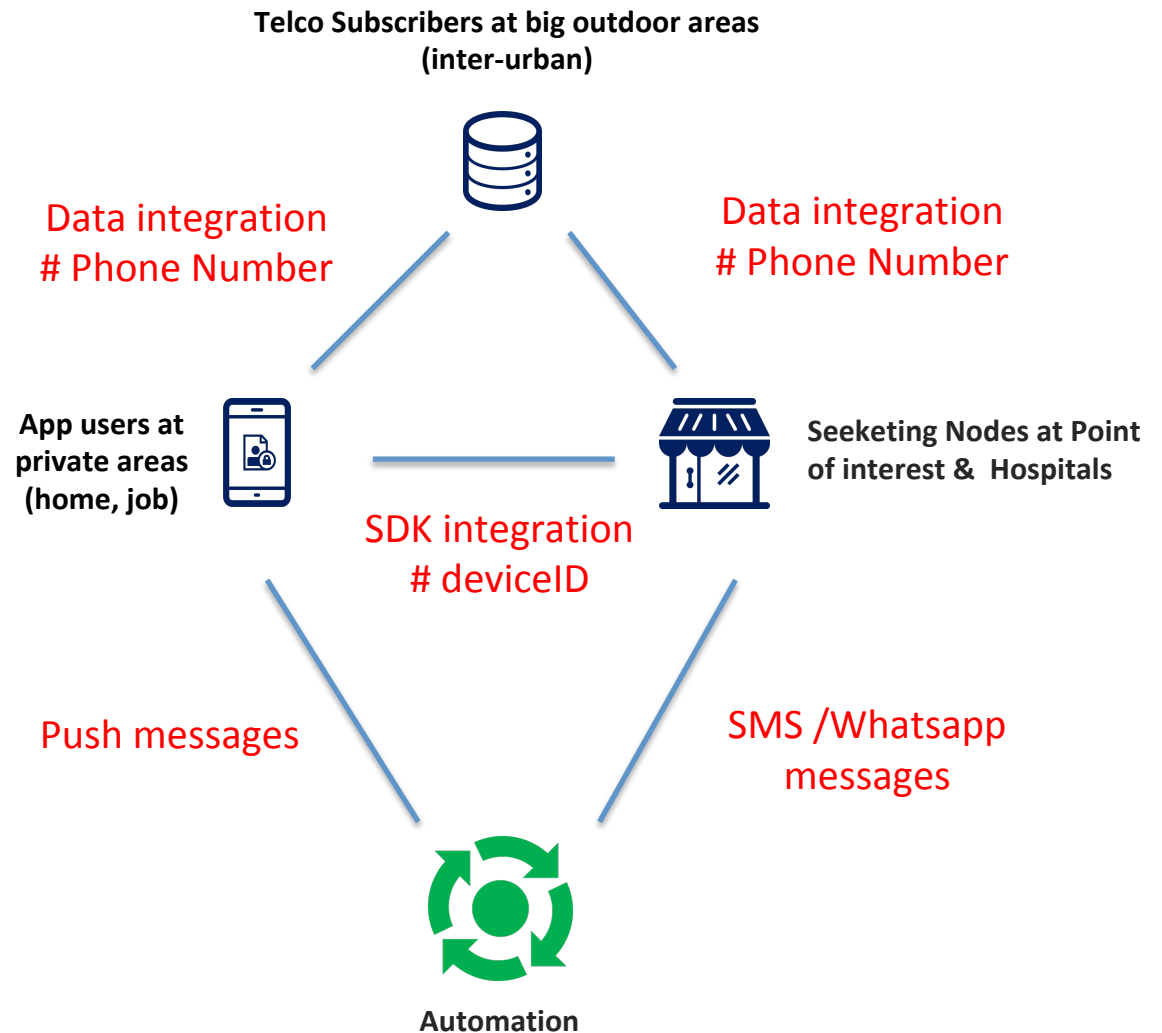 Telco Subscribers at big outdoor areas
(inter-urban)
Data integration
# Phone Number
Data integration
# Phone Number
App users at
private areas
(home, job)
Seeketing Nodes at Point
of interest &  Hospitals
SDK integration
# deviceID
Push messages
SMS /Whatsapp
messages
Automation